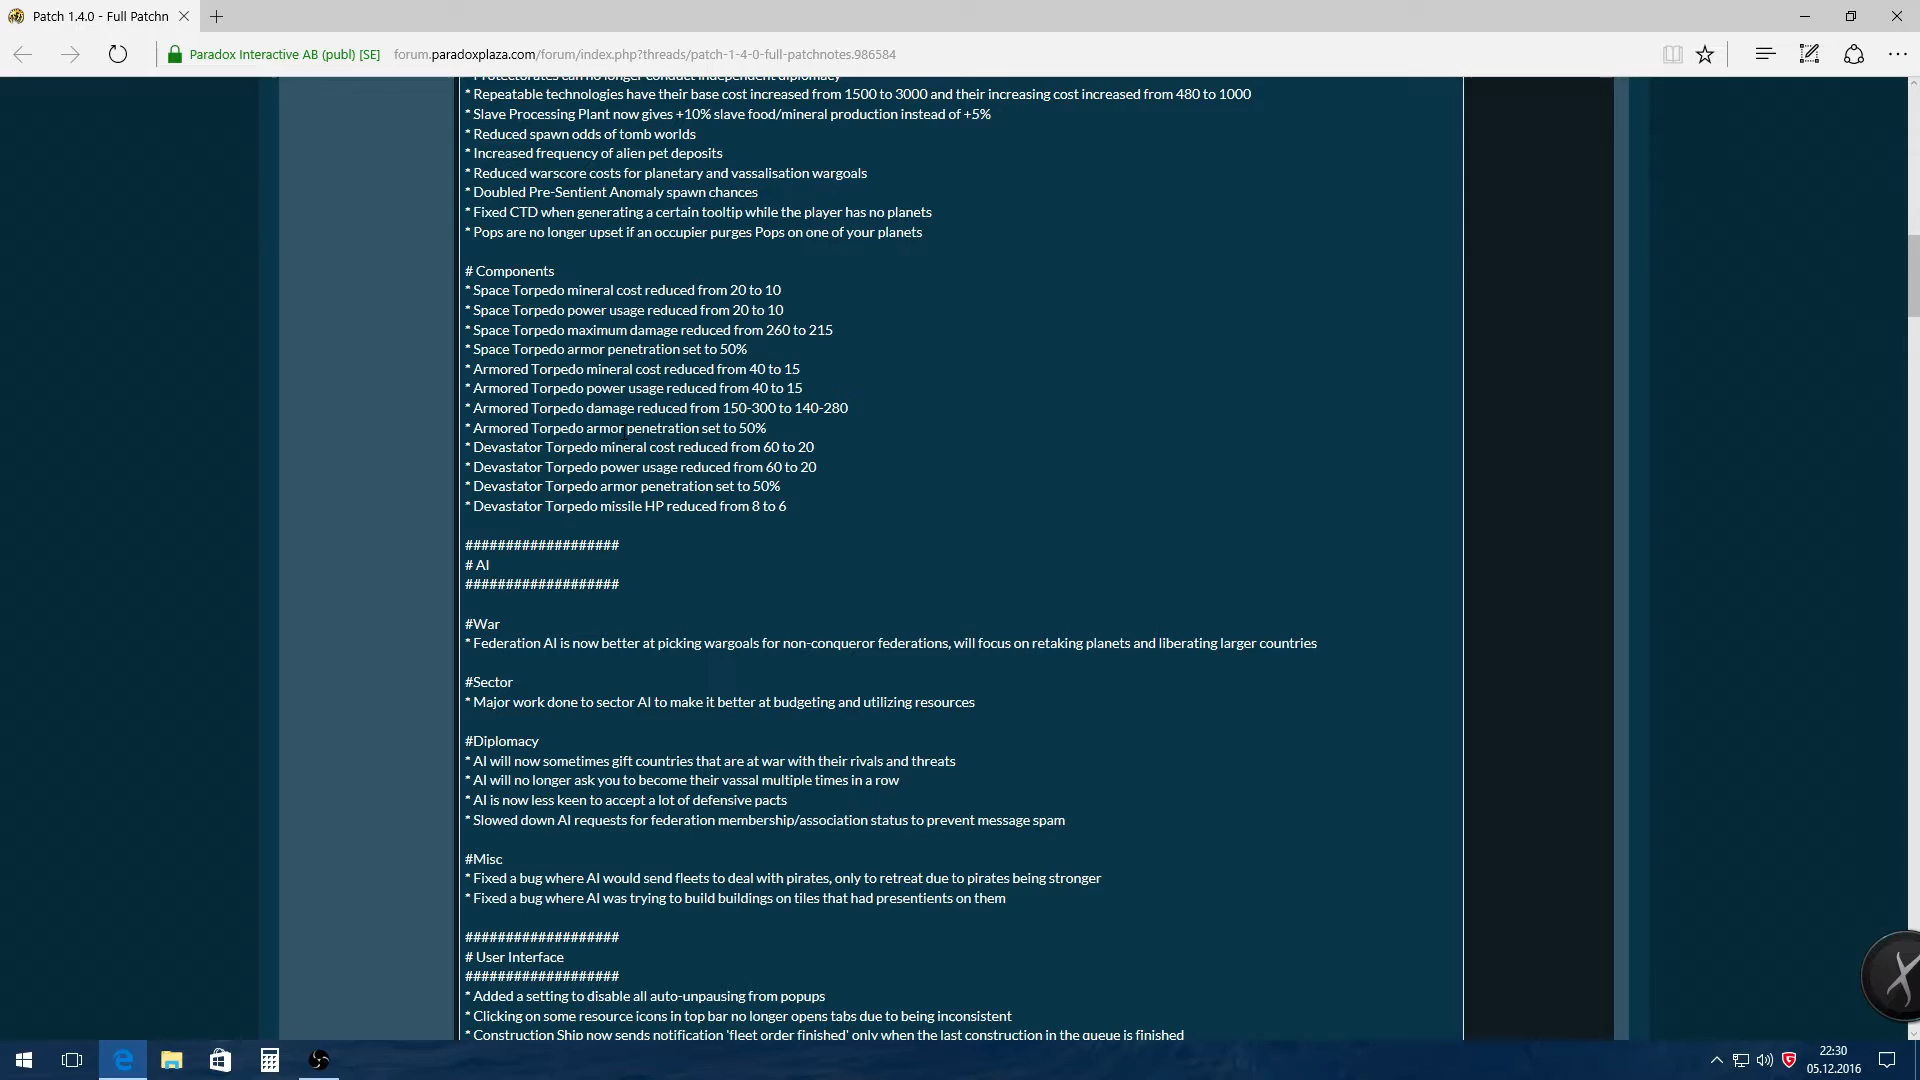 Patch 1.4.0 - Full Patchn
Paradox Interactive AB (publ) [SE] forum.paradoxplaza.com/forum/index.php?threads/patch-1-4-0-full-patchnotes.986584
* Protectorates can no longer conduct independent diplomacy
* Repeatable technologies have their base cost increased from 1500 to 3000 and their increasing cost increased from 480 to 1000
* Slave Processing Plant now gives +10% slave food/mineral production instead of +5%
* Reduced spawn odds of tomb worlds
* Increased frequency of alien pet deposits
* Reduced warscore costs for planetary and vassalisation wargoals
* Doubled Pre-Sentient Anomaly spawn chances
* Fixed CTD when generating a certain tooltip while the player has no planets
* Pops are no longer upset if an occupier purges Pops on one of your planets
# Components
* Space Torpedo mineral cost reduced from 20 to 10
* Space Torpedo power usage reduced from 20 to 10
* Space Torpedo maximum damage reduced from 260 to 215
* Space Torpedo armor penetration set to 50%
* Armored Torpedo mineral cost reduced from 40 to 15
* Armored Torpedo power usage reduced from 40 to 15
* Armored Torpedo damage reduced from 150-300 to 140-280
* Armored Torpedo armor penetration set to 50%
* Devastator Torpedo mineral cost reduced from 60 to 20
* Devastator Torpedo power usage reduced from 60 to 20
* Devastator Torpedo armor penetration set to 50%
* Devastator Torpedo missile HP reduced from 8 to 6
###################
# AI
###################
#War
* Federation AI is now better at picking wargoals for non-conqueror federations, will focus on retaking planets and liberating larger countries
#Sector
* Major work done to sector AI to make it better at budgeting and utilizing resources
#Diplomacy
* AI will now sometimes gift countries that are at war with their rivals and threats
* AI will no longer ask you to become their vassal multiple times in a row
* AI is now less keen to accept a lot of defensive pacts
* Slowed down AI requests for federation membership/association status to prevent message spam
#Misc
* Fixed a bug where AI would send fleets to deal with pirates, only to retreat due to pirates being stronger
* Fixed a bug where AI was trying to build buildings on tiles that had presentients on them
###################
# User Interface
###################
* Added a setting to disable all auto-unpausing from popups
* Clicking on some resource icons in top bar no longer opens tabs due to being inconsistent
* Construction Ship now sends notification 'fleet order finished' only when the last construction in the queue is finished
22:30
05.12.2016